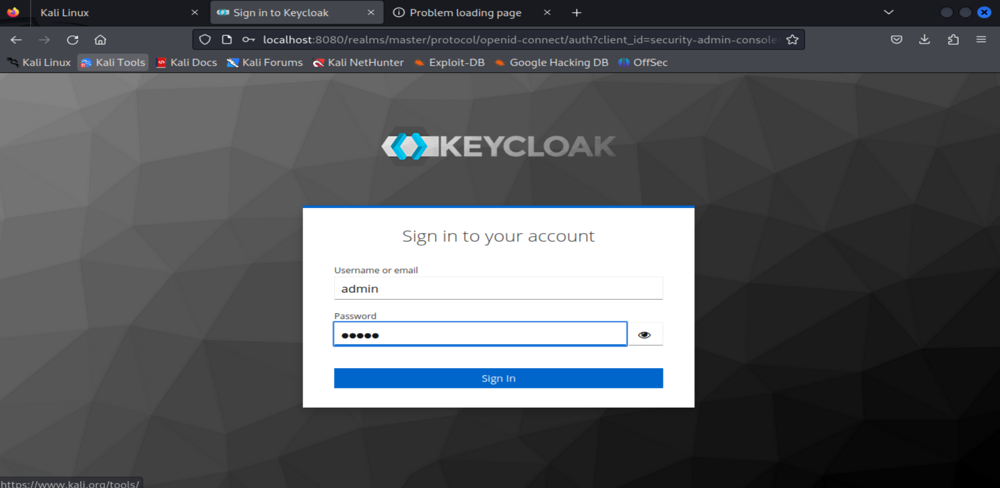 Kali Linux
Sign in to Keycloak
Problem loading page
localhost:8080/realms/master/protocol/openid-connect/auth?client_id=security-admin-console
Kali Linux
Kali Tools
Kali Docs
Kali Forums
Kali NetHunter
Exploit-DB
Google Hacking DB
OffSec
KEYCLOAK
Sign in to your account
Username or email
admin
Password
Sign In
https://www.kali.org/tools/